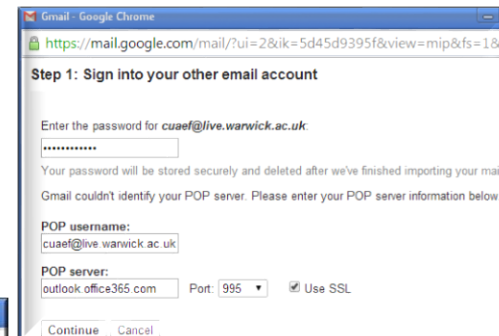 Gmail - Google Chrome
https://mail.google.com/mail/?ui=2&ik=5d45d9395f&view=mip&fs=1&
Step 1: Sign into your other email account
Enter the password for cuaef@live.warwick.ac.uk:
••••••••••••
Your password will be stored securely and deleted after we've finished importing your mai
Gmail couldn't identify your POP server. Please enter your POP server information below
POP username:
cuaef@live.warwick.ac.uk
POP server:
outlook.office365.com Port: 995 Use SSL
Continue Cancel